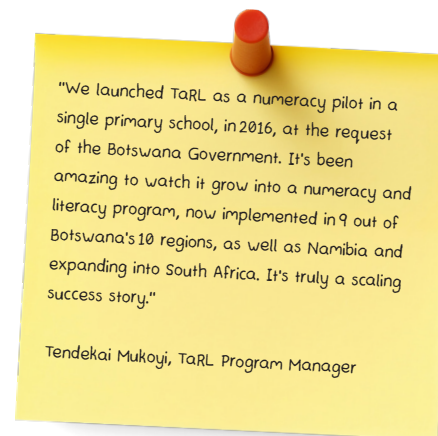 "We launched TaRL as a numeracy pilot in a
single primary school, in 2016, at the request
of the Botswana Government. It's been
amazing to watch it grow into a numeracy and
literacy program, now implemented in 9 out of
Botswana's 10 regions, as well as Namibia and
expanding into South Africa. It's truly a scaling
success story."
Tendekai Mukoyi, TaRL Program Manager